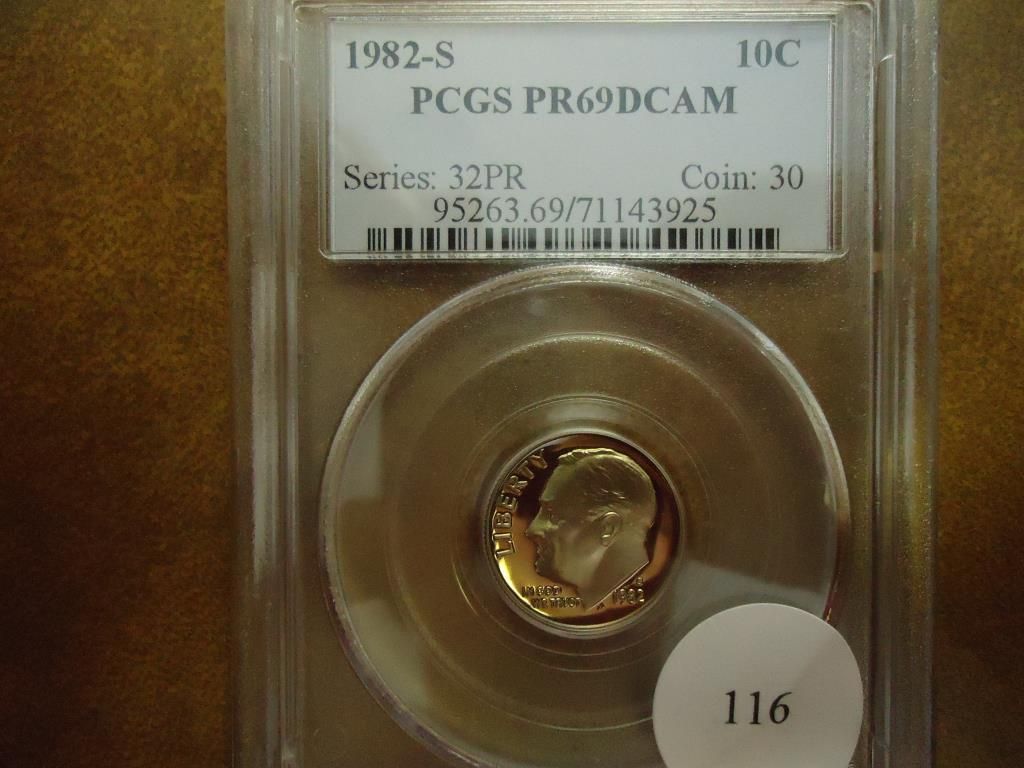 1982-S 10C
PCGS PR69DCAM
Series: 32PR Coin: 30
95263.69/71143925
LIBERTY
IN GOD
WE TRUST
S
1982
116